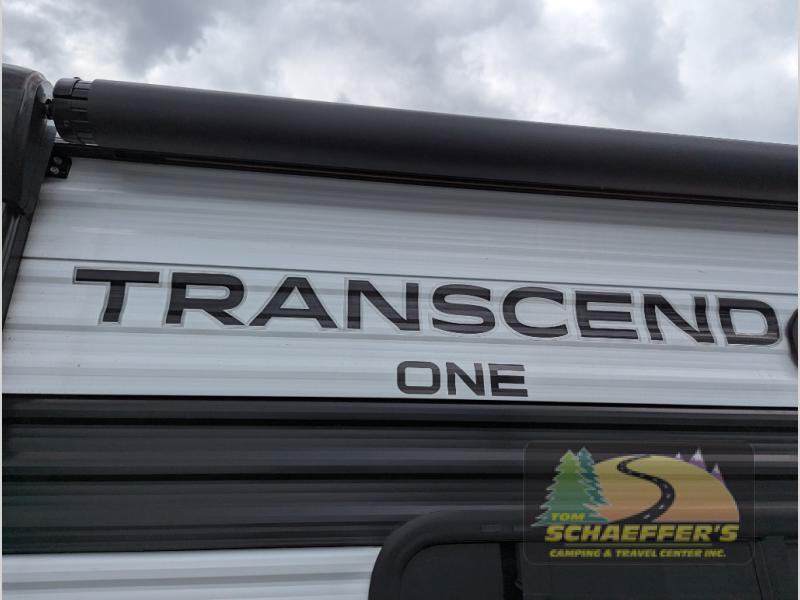 TRANSCEND
ONE
TOM
SCHAEFFER'S
CAMPING & TRAVEL CENTER INC.